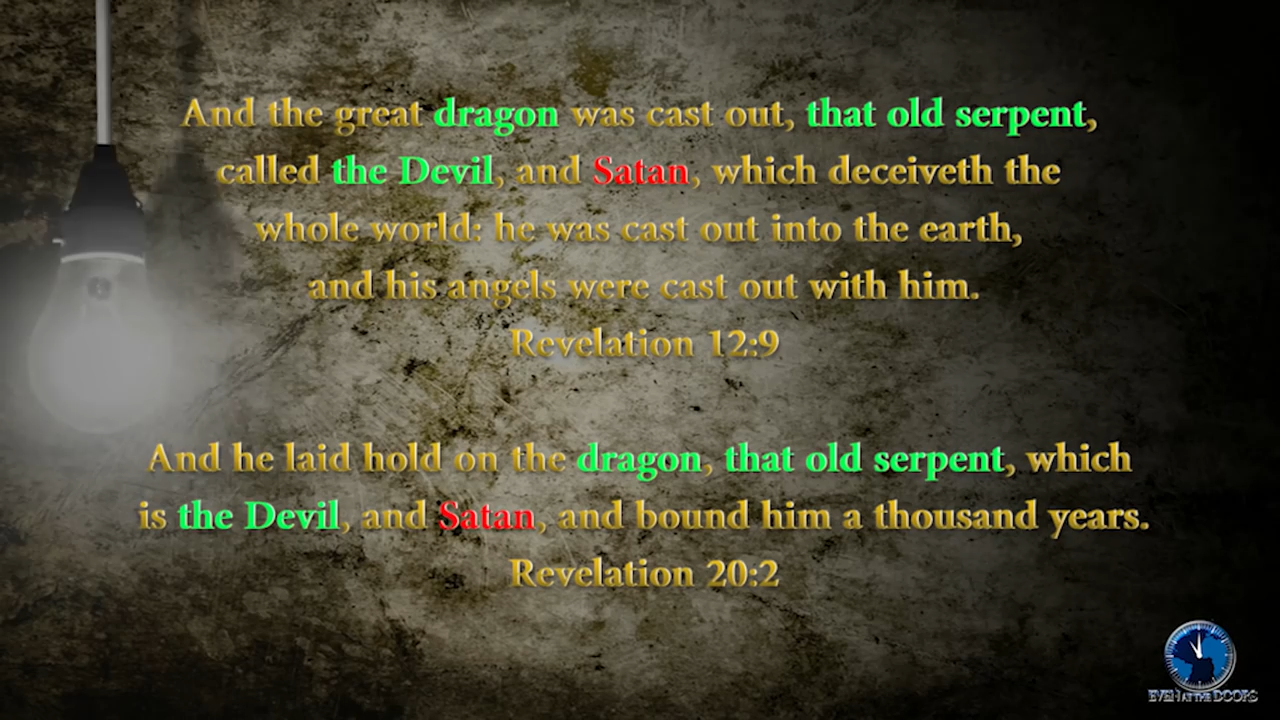 And the great dragon was cast out, that old serpent,
called the Devil, and Satan, which deceiveth the
whole world: he was cast out into the earth,
and his angels were cast out with him.
Revelation 12:9
And he laid hold on the dragon, that old serpent, which
is the Devil, and Satan, and bound him a thousand years.
Revelation 20:2
EVEN AT THE DOORS